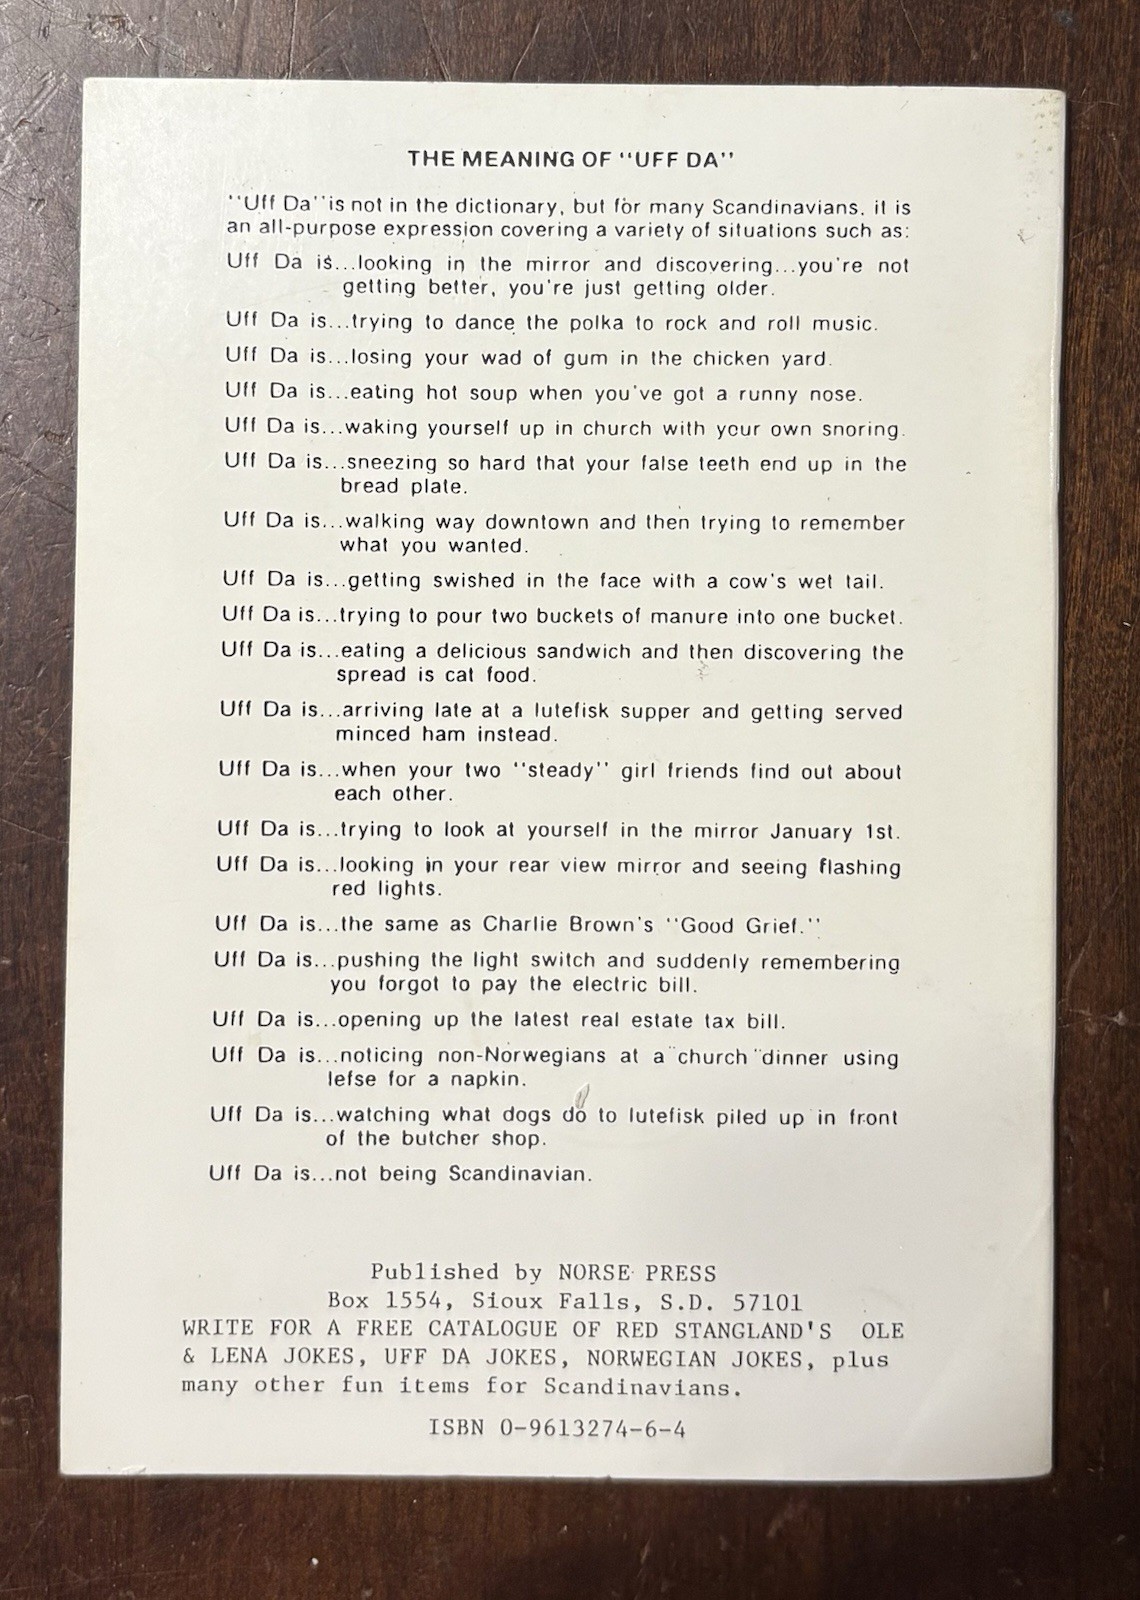 THE MEANING OF "UFF DA"
"Uff Da" is not in the dictionary, but for many Scandinavians, it is
an all-purpose expression covering a variety of situations such as:
Uff Da is...looking in the mirror and discovering...you're not
getting better, you're just getting older.
Uff Da is...trying to dance the polka to rock and roll music.
Uff Da is...losing your wad of gum in the chicken yard.
Uff Da is...eating hot soup when you've got a runny nose.
Uff Da is...waking yourself up in church with your own snoring.
Uff Da is...sneezing so hard that your false teeth end up in the
bread plate.
Uff Da is...walking way downtown and then trying to remember
what you wanted.
Uff Da is...getting swished in the face with a cow's wet tail.
Uff Da is...trying to pour two buckets of manure into one bucket.
Uff Da is...eating a delicious sandwich and then discovering the
spread is cat food.
Uff Da is...arriving late at a lutefisk supper and getting served
minced ham instead.
Uff Da is...when your two "steady" girl friends find out about
each other.
Uff Da is...trying to look at yourself in the mirror January 1st.
Uff Da is...looking in your rear view mirror and seeing flashing
red lights.
Uff Da is...the same as Charlie Brown's "Good Grief."
Uff Da is...pushing the light switch and suddenly remembering
you forgot to pay the electric bill.
Uff Da is...opening up the latest real estate tax bill.
Uff Da is...noticing non-Norwegians at a church dinner using
lefse for a napkin.
Uff Da is...watching what dogs do to lutefisk piled up in front
of the butcher shop.
Uff Da is...not being Scandinavian.
Published by NORSE PRESS
Box 1554, Sioux Falls, S.D. 57101
WRITE FOR A FREE CATALOGUE OF RED STANGLAND'S OLE
& LENA JOKES, UFF DA JOKES, NORWEGIAN JOKES, plus
many other fun items for Scandinavians.
ISBN 0-9613274-6-4